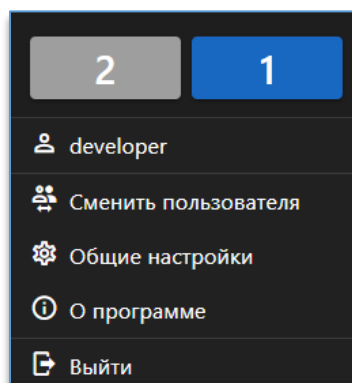 2 1
developer
Сменить пользователя
Общие настройки
О программе
Выйти